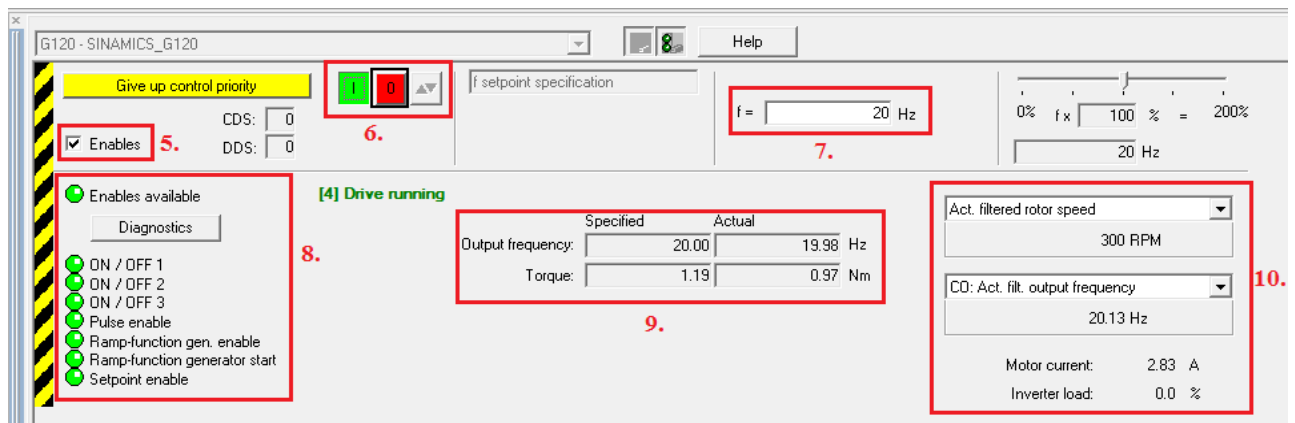 G120 - SINAMICS_G120
Help
Give up control priority
I 0
6.
f setpoint specification
f = 20 Hz
7.
0% f x 100 % = 200%
20 Hz
CDS: 0
Enables 5.
DDS: 0
Enables available
Diagnostics
ON / OFF 1
ON / OFF 2
ON / OFF 3
Pulse enable
Ramp-function gen. enable
Ramp-function generator start
Setpoint enable
8.
[4] Drive running
Specified Actual
Output frequency: 20.00 19.98 Hz
Torque: 1.19 0.97 Nm
9.
Act. filtered rotor speed
300 RPM
CO: Act. filt. output frequency
20.13 Hz
Motor current: 2.83 A
Inverter load: 0.0 %
10.